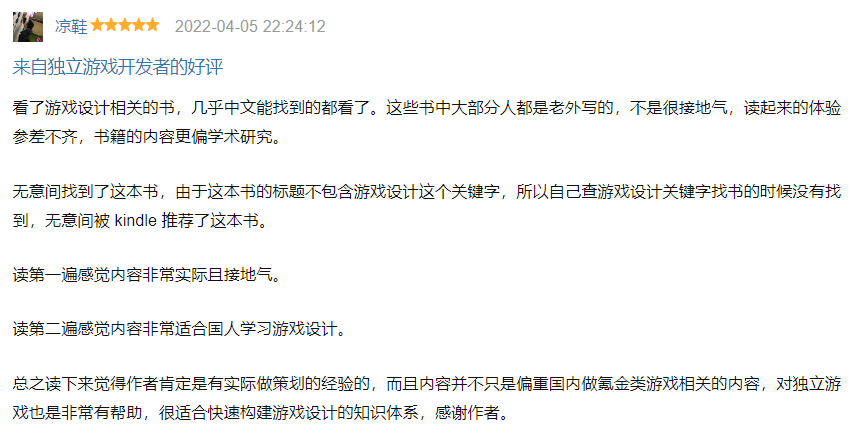 凉鞋 2022-04-05 22:24:12
来自独立游戏开发者的好评
看了游戏设计相关的书，几乎中文能找到的都看了。这些书中大部分人都是老外写的，不是很接地气，读起来的体验
参差不齐，书籍的内容更偏学术研究。
无意间找到了这本书，由于这本书的标题不包含游戏设计这个关键字，所以自己查游戏设计关键字找书的时候没有找
到，无意间被 kindle 推荐了这本书。
读第一遍感觉内容非常实际且接地气。
读第二遍感觉内容非常适合国人学习游戏设计。
总之读下来觉得作者肯定是有实际做策划的经验的，而且内容并不只是偏重国内做氪金类游戏相关的内容，对独立游
戏也是非常有帮助，很适合快速构建游戏设计的知识体系，感谢作者。